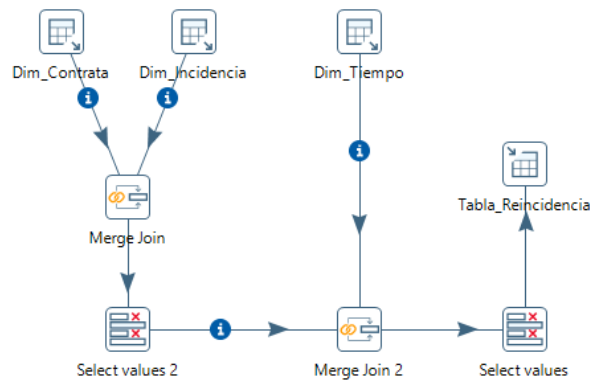 Dim_Contrata
Dim_Incidencia
Dim_Tiempo
Tabla_Reincidencia
Merge Join
Select values 2
Merge Join 2
Select values